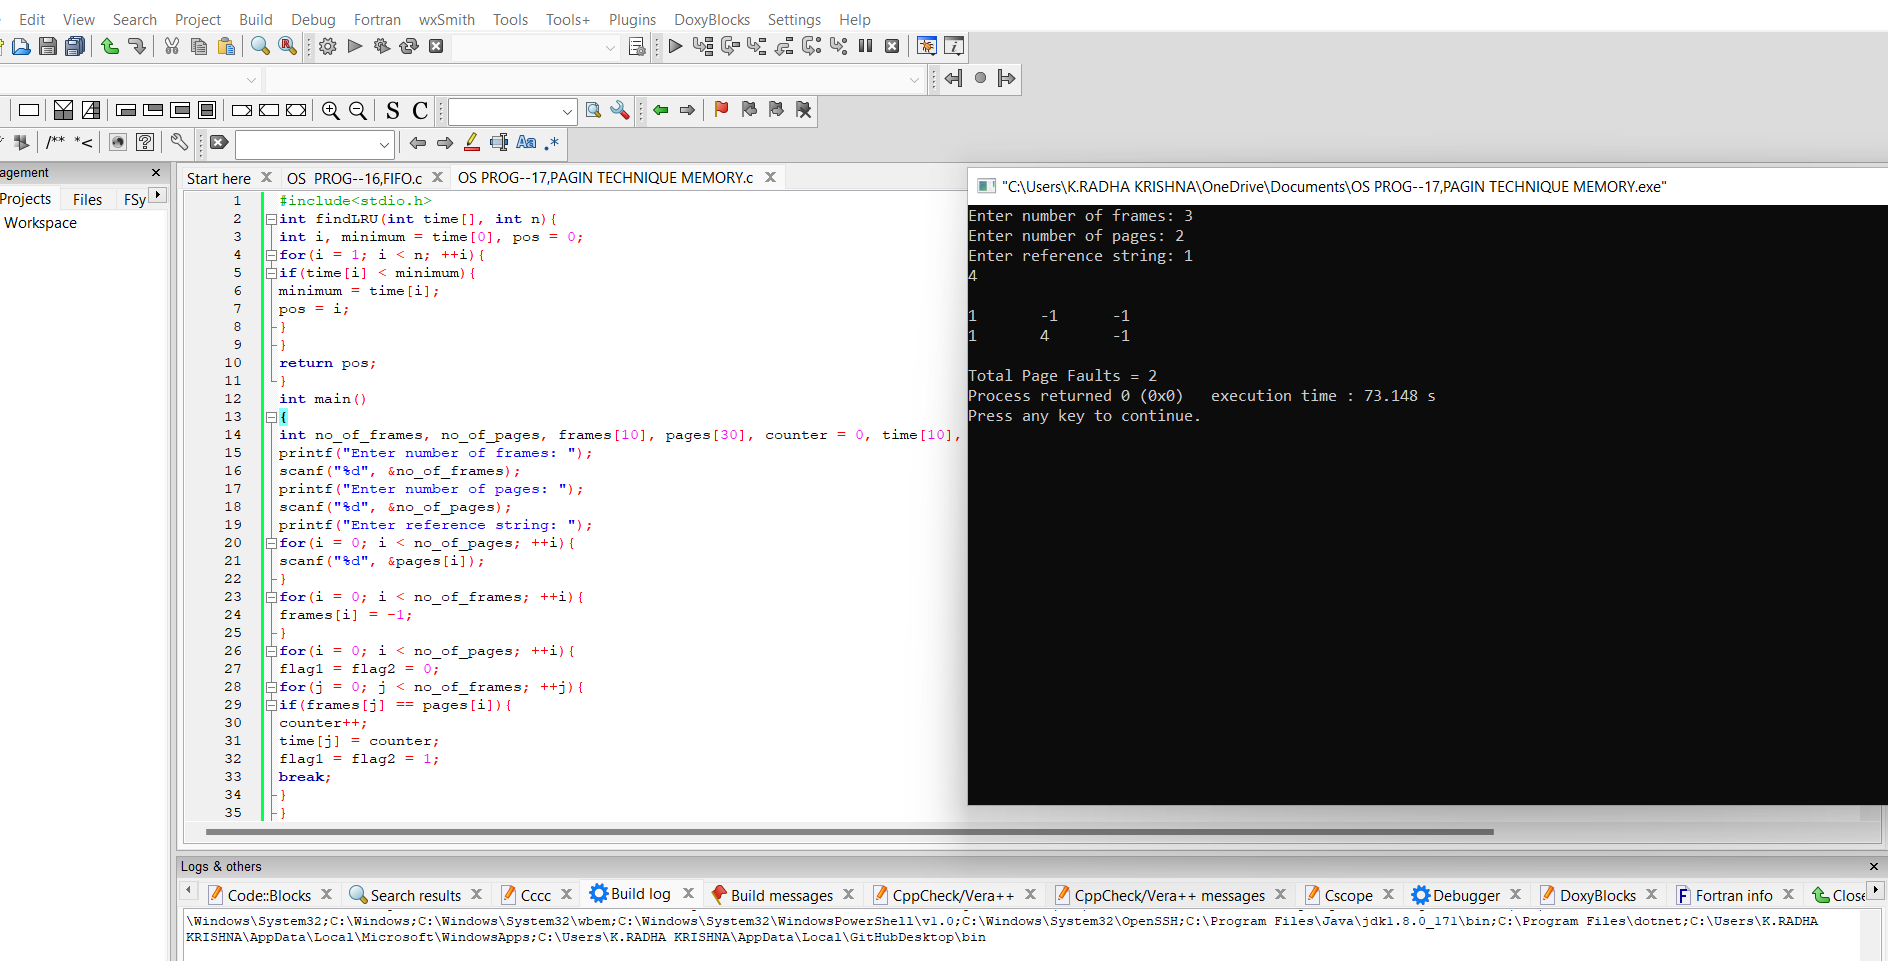 Edit View Search Project Build Debug Fortran wxSmith Tools Tools+ Plugins DoxyBlocks Settings Help
S C
/** *<
Aa .*
agement
Projects Files FSy
Workspace
Start here OS PROG--16,FIFO.c OS PROG--17,PAGIN TECHNIQUE MEMORY.c
1 #include<stdio.h>
2 int findLRU(int time[], int n){
3 int i, minimum = time[0], pos = 0;
4 for(i = 1; i < n; ++i){
5 if(time[i] < minimum){
6 minimum = time[i];
7 pos = i;
8 }
9 }
10 return pos;
11 }
12 int main()
13 {
14 int no_of_frames, no_of_pages, frames[10], pages[30], counter = 0, time[10],
15 printf("Enter number of frames: ");
16 scanf("%d", &no_of_frames);
17 printf("Enter number of pages: ");
18 scanf("%d", &no_of_pages);
19 printf("Enter reference string: ");
20 for(i = 0; i < no_of_pages; ++i){
21 scanf("%d", &pages[i]);
22 }
23 for(i = 0; i < no_of_frames; ++i){
24 frames[i] = -1;
25 }
26 for(i = 0; i < no_of_pages; ++i){
27 flag1 = flag2 = 0;
28 for(j = 0; j < no_of_frames; ++j){
29 if(frames[j] == pages[i]){
30 counter++;
31 time[j] = counter;
32 flag1 = flag2 = 1;
33 break;
34 }
35 }
"C:\Users\K.RADHA KRISHNA\OneDrive\Documents\OS PROG--17,PAGIN TECHNIQUE MEMORY.exe"
Enter number of frames: 3
Enter number of pages: 2
Enter reference string: 1
4
1 -1 -1
1 4 -1
Total Page Faults = 2
Process returned 0 (0x0) execution time : 73.148 s
Press any key to continue.
Logs & others
Code::Blocks Search results Cccc Build log Build messages CppCheck/Vera++ CppCheck/Vera++ messages Cscope Debugger DoxyBlocks Fortran info Close
\Windows\System32;C:\Windows;C:\Windows\System32\wbem;C:\Windows\System32\WindowsPowerShell\v1.0;C:\Windows\System32\OpenSSH;C:\Program Files\Java\jdk1.8.0_171\bin;C:\Program Files\dotnet;C:\Users\K.RADHA
KRISHNA\AppData\Local\Microsoft\WindowsApps;C:\Users\K.RADHA KRISHNA\AppData\Local\GitHubDesktop\bin